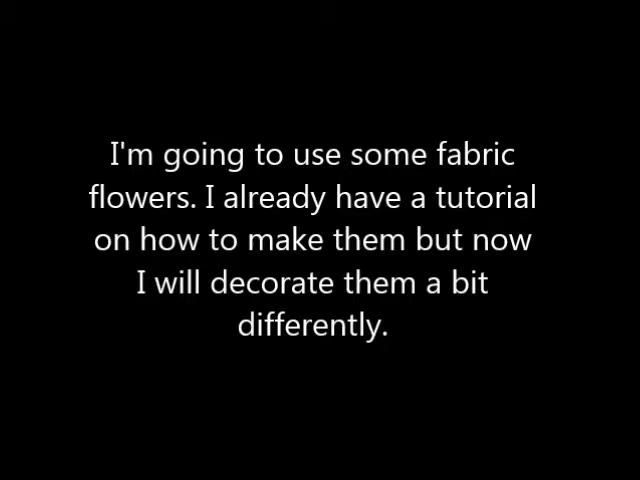 I'm going to use some fabric
flowers. I already have a tutorial
on how to make them but now
I will decorate them a bit
differently.